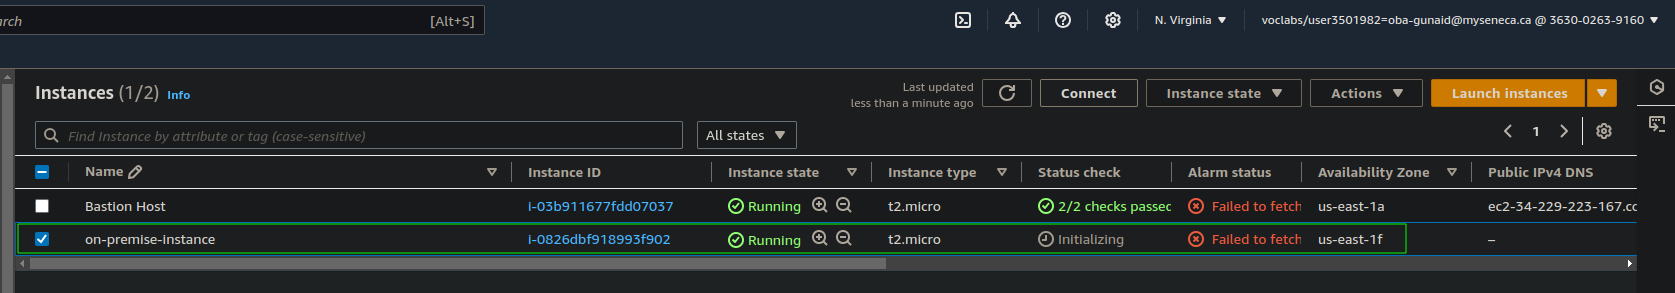 rch [Alt+S] N. Virginia voclabs/user3501982=oba-gunaid@myseneca.ca @ 3630-0263-9160
Instances (1/2) Info Last updated less than a minute ago Connect Instance state Actions Launch instances
Find Instance by attribute or tag (case-sensitive) All states 1
Name Instance ID Instance state Instance type Status check Alarm status Availability Zone Public IPv4 DNS
Bastion Host i-03b911677fdd07037 Running t2.micro 2/2 checks passec Failed to fetch us-east-1a ec2-34-229-223-167.cc
on-premise-instance i-0826dbf918993f902 Running t2.micro Initializing Failed to fetch us-east-1f –